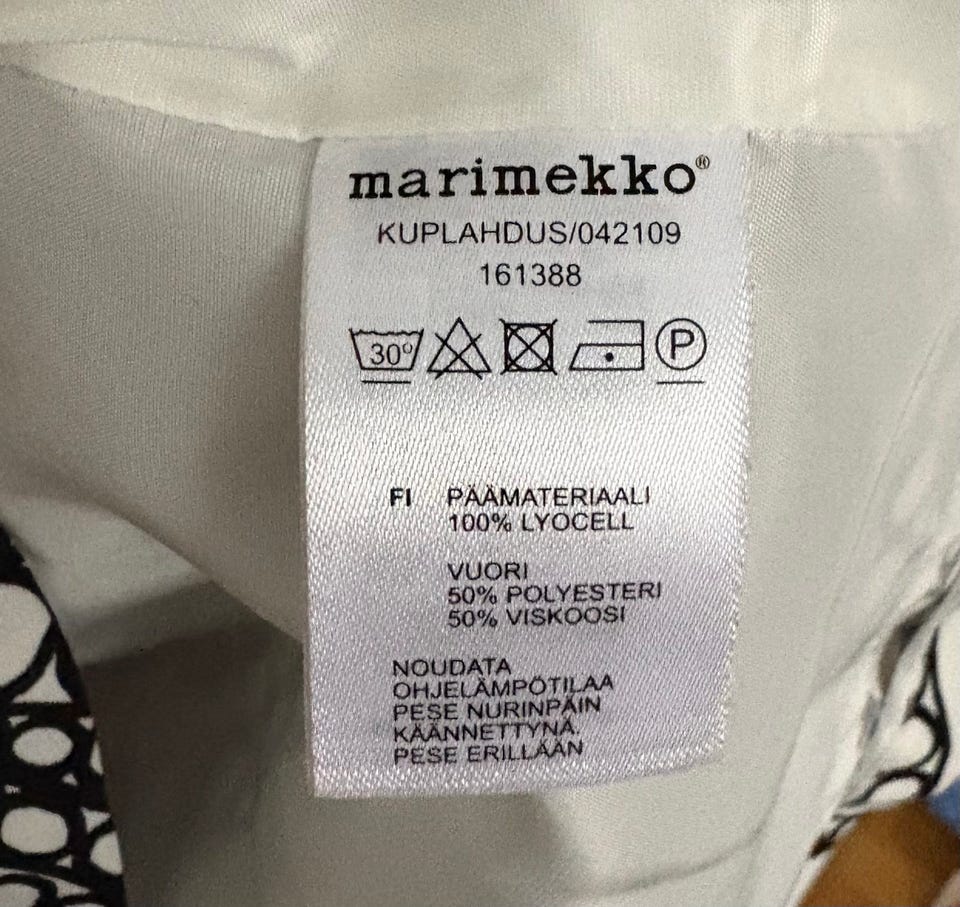 marimekko®
KUPLAHDUS/042109
161388
30° P
FI PÄÄMATERIAALI
100% LYOCELL
VUORI
50% POLYESTERI
50% VISKOOSI
NOUDATA
OHJELÄMPÖTILAA
PESE NURINPÄIN
KÄÄNNETTYNÄ.
PESE ERILLÄÄN